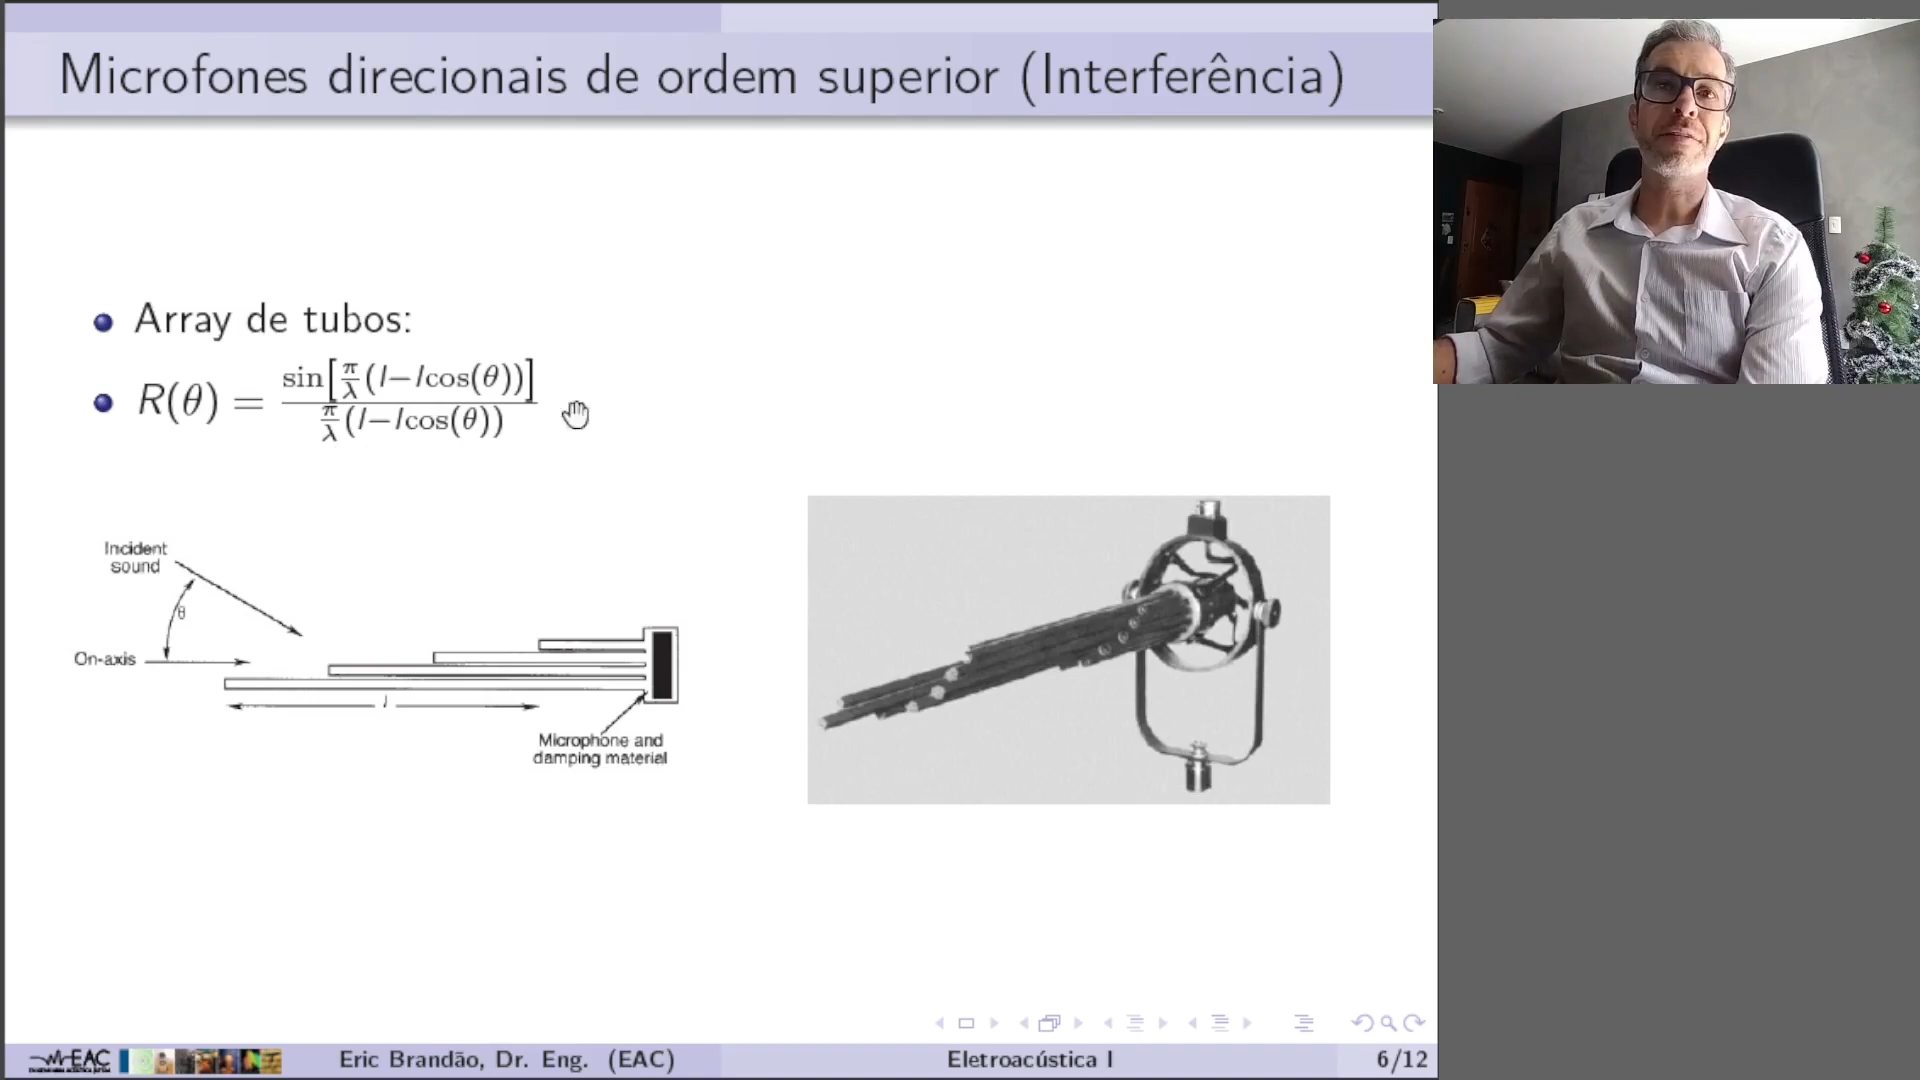 Microfones direcionais de ordem superior (Interferência)
Array de tubos:
R(θ) = sin[π/λ(l−lcos(θ))] / π/λ(l−lcos(θ))
Incident
sound
θ
On-axis
l
Microphone and
damping material
EAC
Eric Brandão, Dr. Eng. (EAC)
Eletroacústica I
6/12